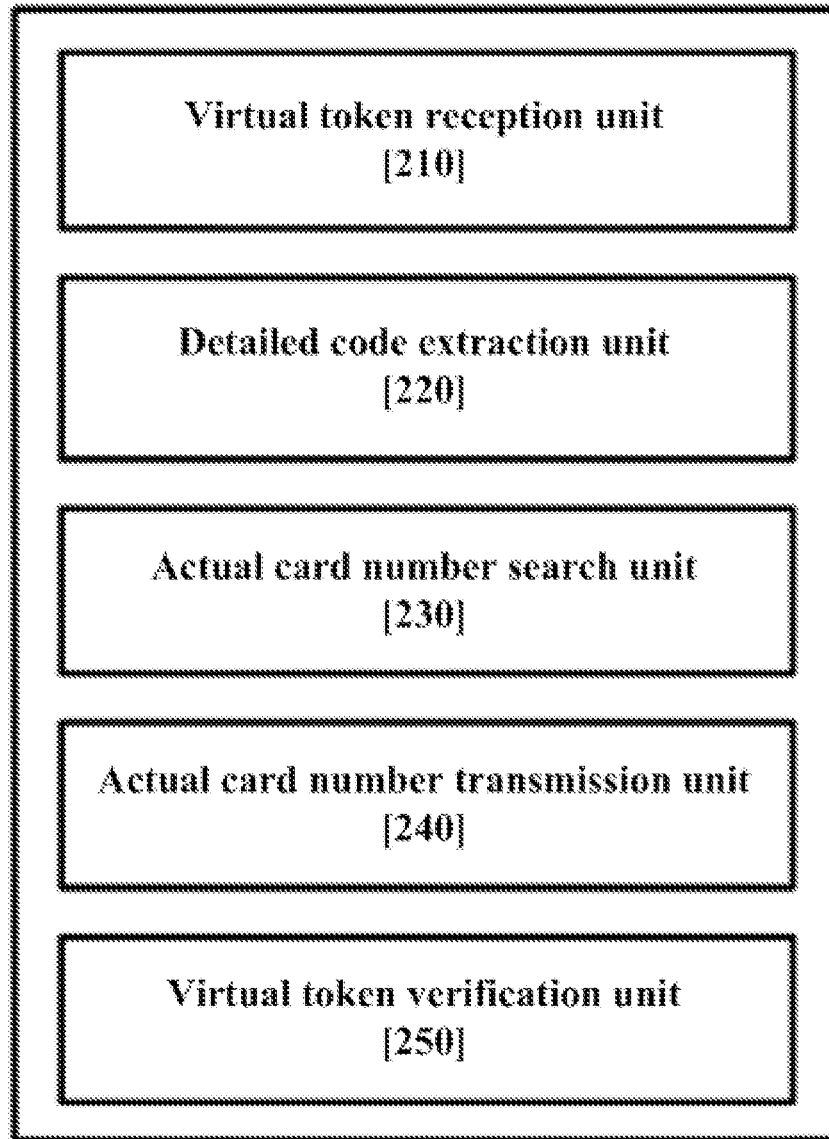 Virtual token reception unit
[210]
Detailed code extraction unit
[220]
Actual card number search unit
[230]
Actual card number transmission unit
[240]
Virtual token verification unit
[250]